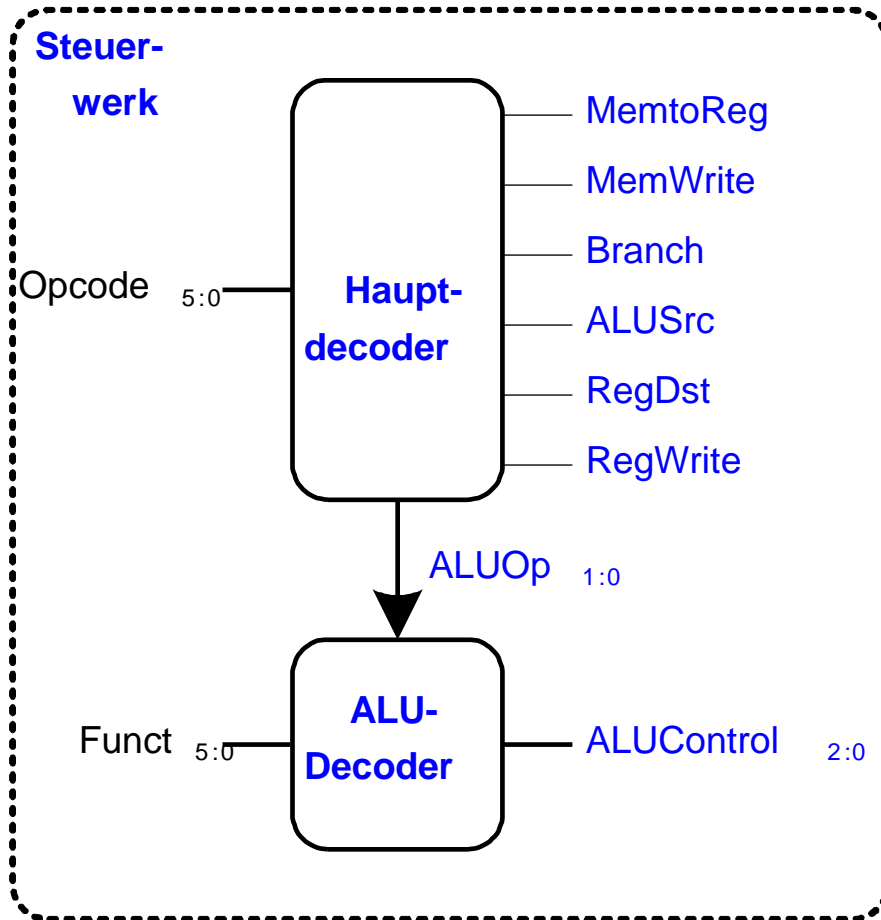 Steuer-
werk
MemtoReg
MemWrite
Branch
Opcode 5:0
Haupt-
decoder
ALUSrc
RegDst
RegWrite
ALUOp 1:0
ALU-
Decoder
Funct 5:0
ALUControl 2:0